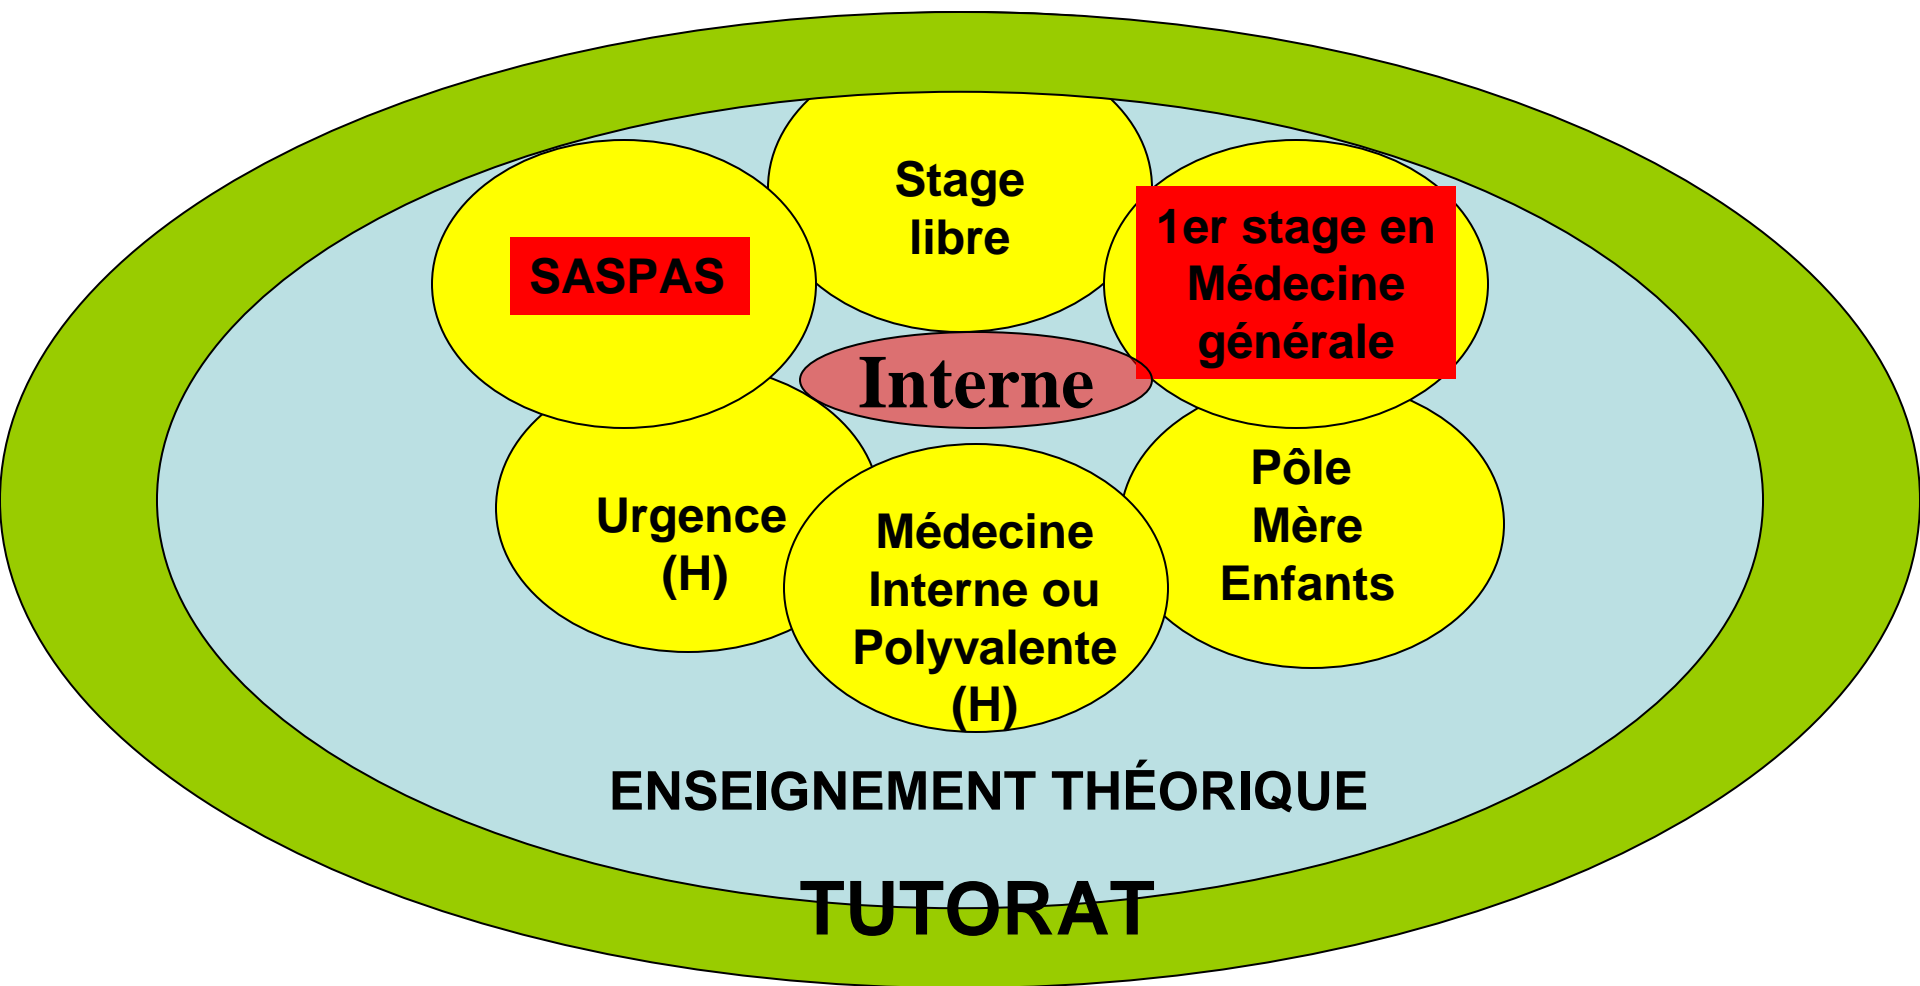 Stage
libre
SASPAS
1er stage en
Médecine
générale
Interne
Urgence
(H)
Médecine
Interne ou
Polyvalente
(H)
Pôle
Mère
Enfants
ENSEIGNEMENT THÉORIQUE
TUTORAT